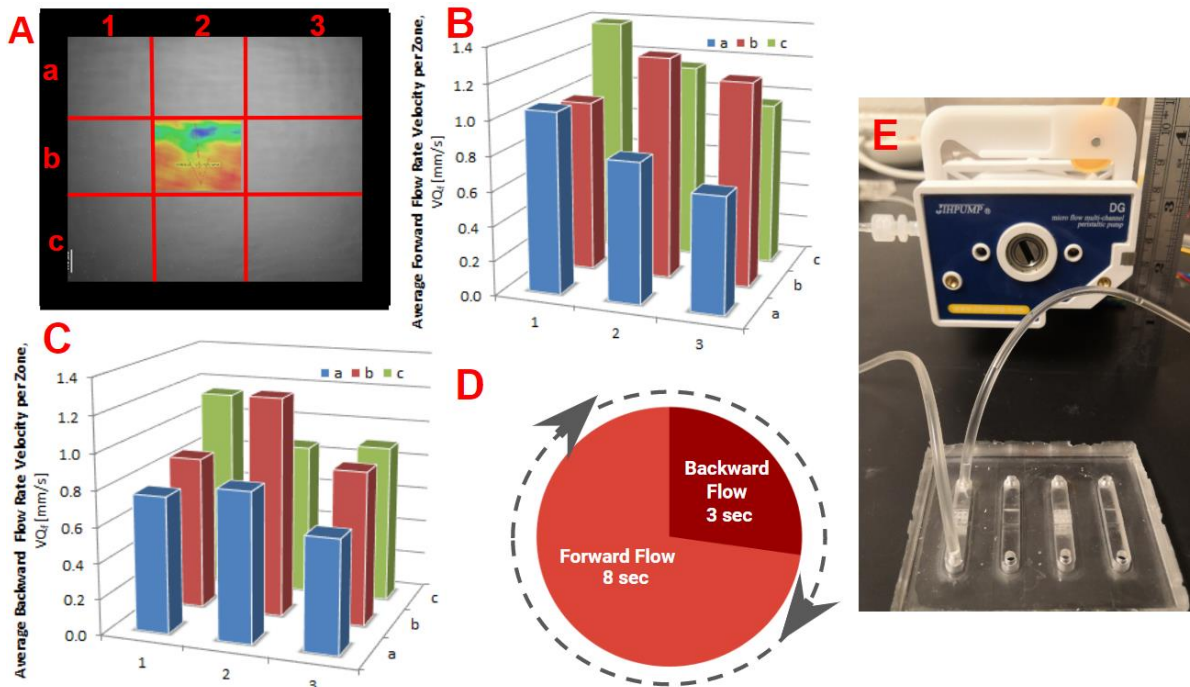 A
1 2 3
a
b
c
B
Average Forward Flow Rate Velocity per Zone,
VQd [mm/s]
1.4
1.2
1.0
0.8
0.6
0.4
0.2
0.0
a b c
1 2 3
a
b
c
C
Average Backward Flow Rate Velocity per Zone,
VQd [mm/s]
1.4
1.2
1.0
0.8
0.6
0.4
0.2
0.0
a b c
1 2 3
a
b
c
D
Backward
Flow
3 sec
Forward Flow
8 sec
E
JIHPUMP®
DG
micro flow multi-channel
peristaltic pump